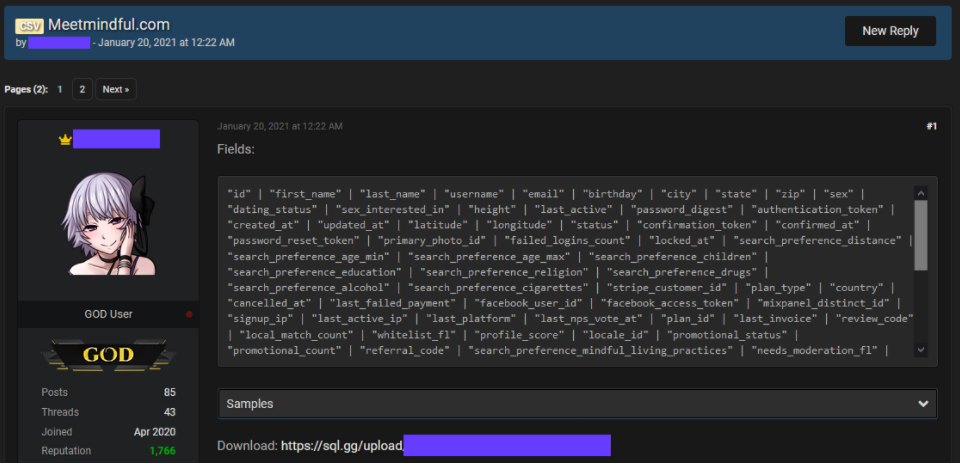 csv Meetmindful.com
by - January 20, 2021 at 12:22 AM
New Reply
Pages (2): 1 2 Next »
January 20, 2021 at 12:22 AM
#1
Fields:
"id" | "first_name" | "last_name" | "username" | "email" | "birthday" | "city" | "state" | "zip" | "sex" |
"dating_status" | "sex_interested_in" | "height" | "last_active" | "password_digest" | "authentication_token" |
"created_at" | "updated_at" | "latitude" | "longitude" | "status" | "confirmation_token" | "confirmed_at" |
"password_reset_token" | "primary_photo_id" | "failed_logins_count" | "locked_at" | "search_preference_distance" |
"search_preference_age_min" | "search_preference_age_max" | "search_preference_children" |
"search_preference_education" | "search_preference_religion" | "search_preference_drugs" |
"search_preference_alcohol" | "search_preference_cigarettes" | "stripe_customer_id" | "plan_type" | "country" |
"cancelled_at" | "last_failed_payment" | "facebook_user_id" | "facebook_access_token" | "mixpanel_distinct_id" |
"signup_ip" | "last_active_ip" | "last_platform" | "last_nps_vote_at" | "plan_id" | "last_invoice" | "review_code"
| "local_match_count" | "whitelist_fl" | "profile_score" | "locale_id" | "promotional_status" |
"promotional_count" | "referral_code" | "search_preference_mindful_living_practices" | "needs_moderation_fl" |
GOD User
GOD
Posts 85
Threads 43
Joined Apr 2020
Reputation 1,766
Samples
Download: https://sql.gg/upload